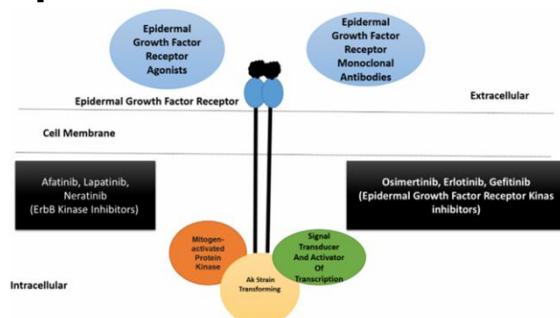 Epidermal
Growth Factor
Receptor
Agonists
Epidermal
Growth Factor
Receptor
Monoclonal
Antibodies
Epidermal Growth Factor Receptor
Extracellular
Cell Membrane
Afatinib, Lapatinib,
Neratinib
(ErbB Kinase Inhibitors)
Osimertinib, Erlotinib, Gefitinib
(Epidermal Growth Factor Receptor Kinas
inhibitors)
Mitogen-
activated
Protein
Kinase
Signal
Transducer
And Activator
Of
Transcription
Ak Strain
Transforming
Intracellular